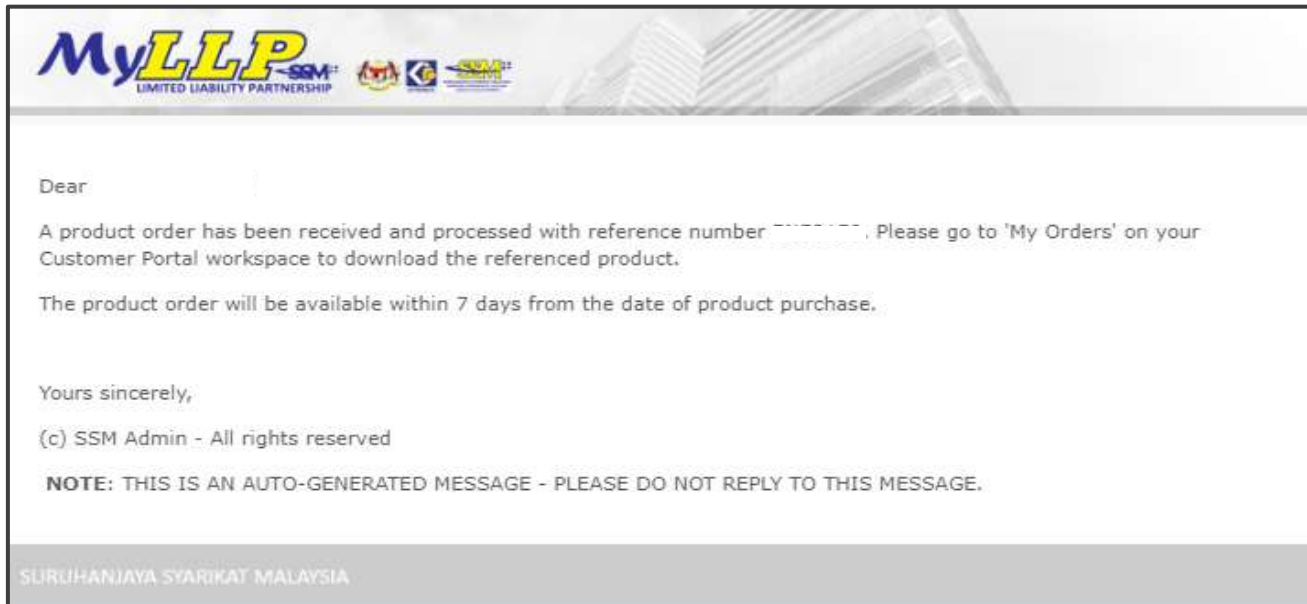 MyLLP SSM
LIMITED LIABILITY PARTNERSHIP
SSM
Dear
A product order has been received and processed with reference number . Please go to 'My Orders' on your
Customer Portal workspace to download the referenced product.
The product order will be available within 7 days from the date of product purchase.
Yours sincerely,
(c) SSM Admin - All rights reserved
NOTE: THIS IS AN AUTO-GENERATED MESSAGE - PLEASE DO NOT REPLY TO THIS MESSAGE.
SURUHANJAYA SYARIKAT MALAYSIA